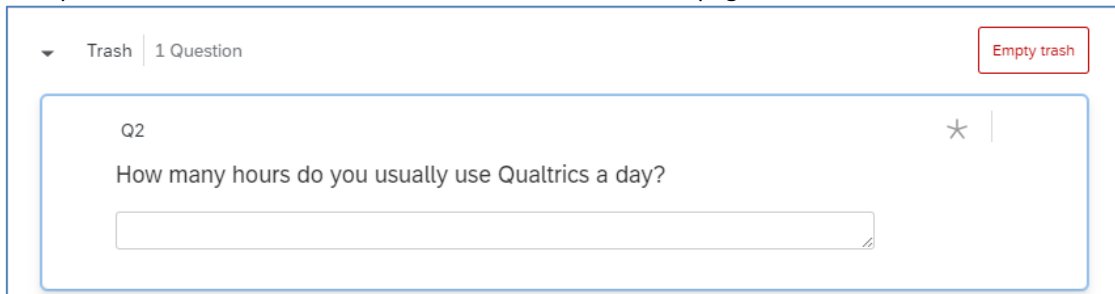 Trash 1 Question Empty trash
Q2
How many hours do you usually use Qualtrics a day?